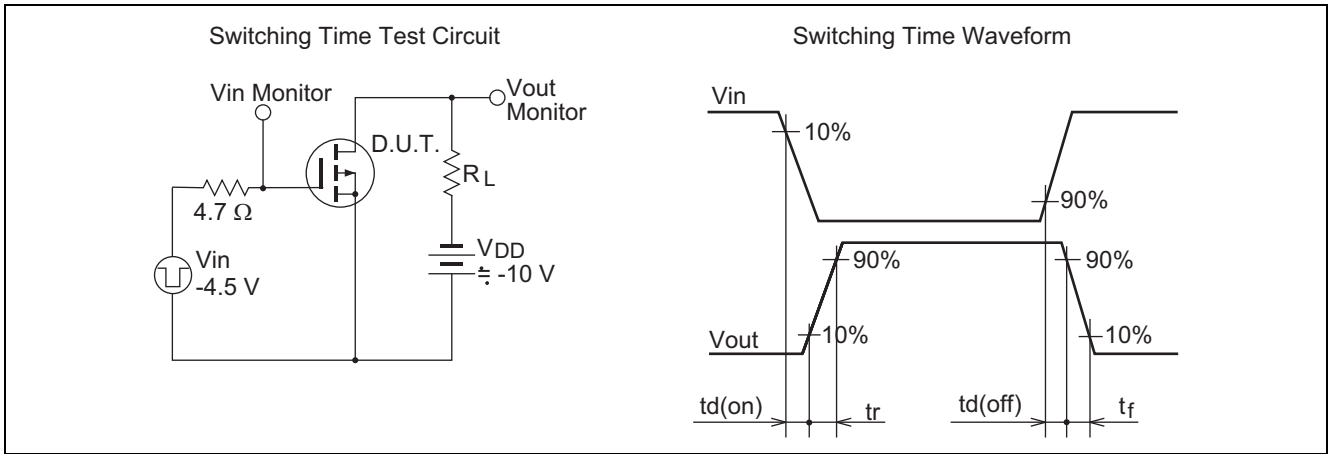 Switching Time Test Circuit
Vin Monitor
Vout
Monitor
D.U.T.
RL
4.7 Ω
Vin
-4.5 V
VDD
≒ -10 V
Switching Time Waveform
Vin
10%
90%
90%
90%
Vout
10%
10%
td(on)
tr
td(off)
tf